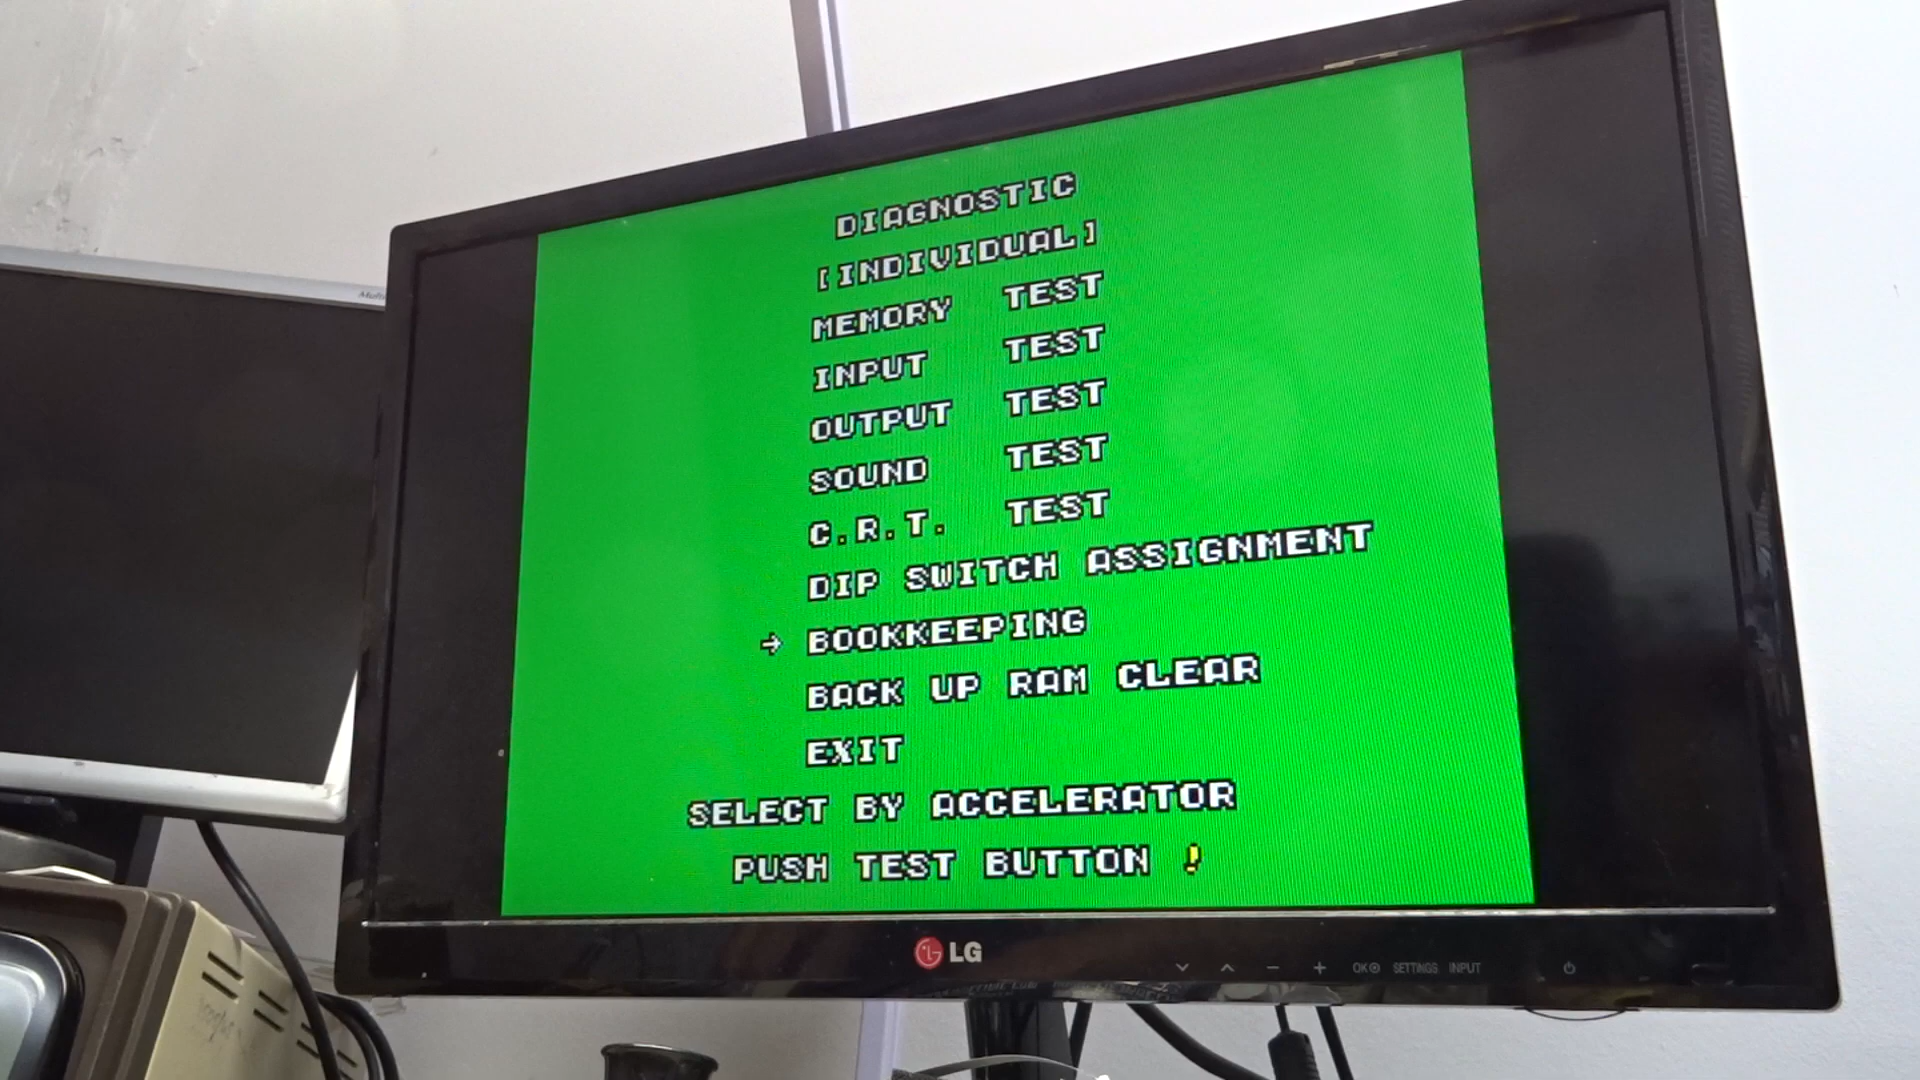 DIAGNOSTIC
[INDIVIDUAL]
MEMORY TEST
INPUT TEST
OUTPUT TEST
SOUND TEST
C.R.T. TEST
DIP SWITCH ASSIGNMENT
→ BOOKKEEPING
BACK UP RAM CLEAR
EXIT
SELECT BY ACCELERATOR
PUSH TEST BUTTON !
LG
OK SETTINGS INPUT